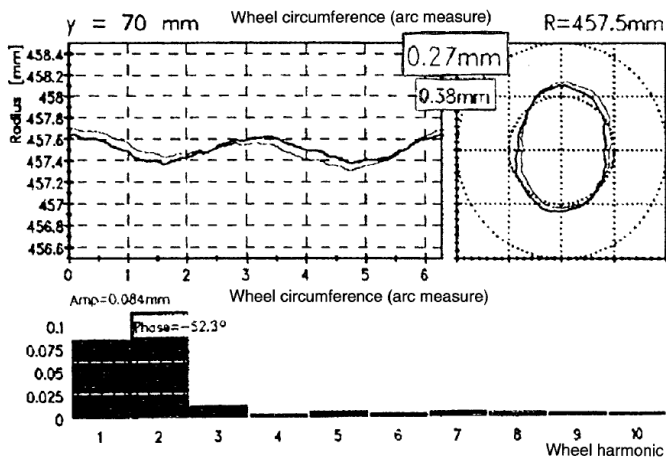 γ = 70 mm Wheel circumference (arc measure) R=457.5mm
Radius [mm]
458.4
458.2
458
457.8
457.6
457.4
457.2
457
456.8
456.6
0.27mm
0.38mm
0 1 2 3 4 5 6
Wheel circumference (arc measure)
Amp=0.084mm
Phase=-52.3°
0.1
0.075
0.05
0.025
0
1 2 3 4 5 6 7 8 9 10
Wheel harmonic